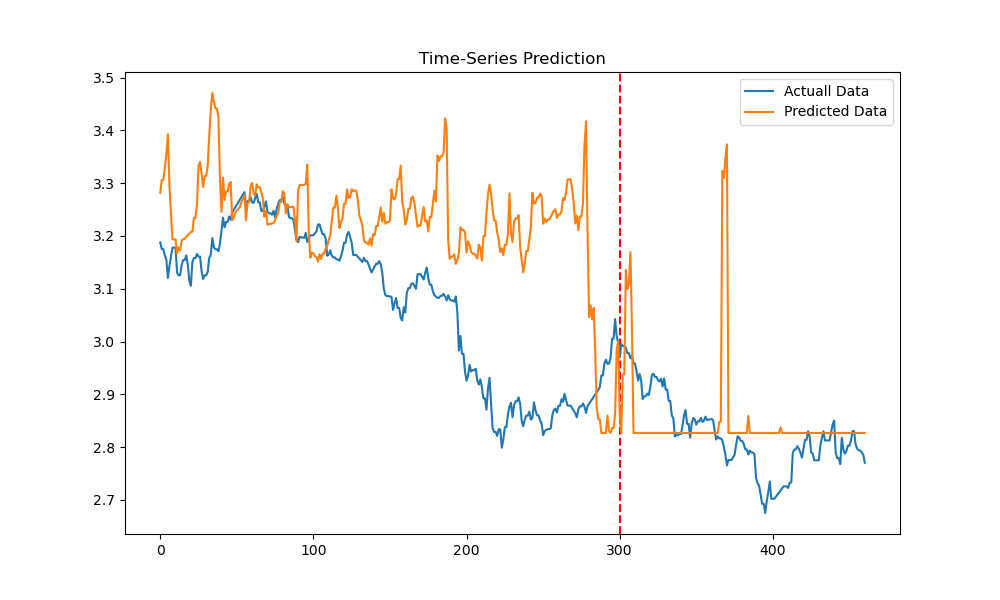 Time-Series Prediction
Actuall Data
Predicted Data
3.5
3.4
3.3
3.2
3.1
3.0
2.9
2.8
2.7
0 100 200 300 400